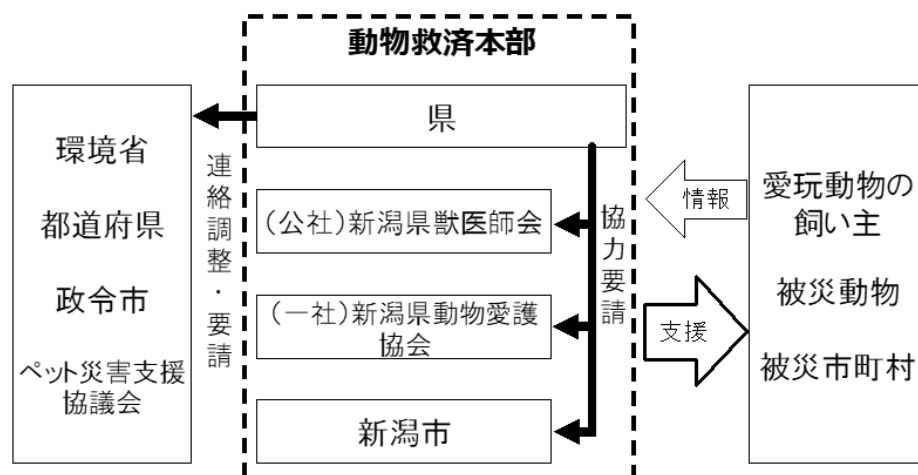 動物救済本部
環境省
都道府県
政令市
ペット災害支援
協議会
連絡調整・要請
県
(公社)新潟県獣医師会
(一社)新潟県動物愛護
協会
新潟市
協力要請
情報
支援
愛玩動物の
飼い主
被災動物
被災市町村